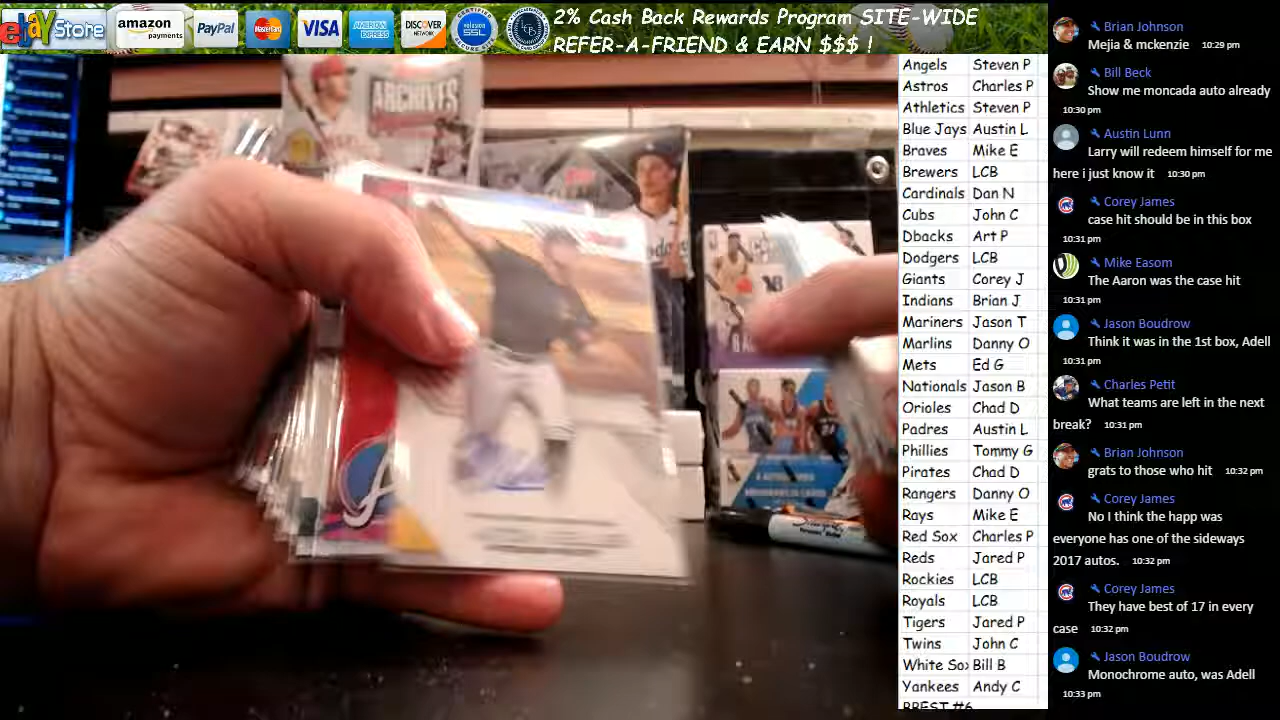 ebay Store
amazon
payments
PayPal
MasterCard
VISA
AMERICAN
EXPRESS
DISCOVER
NETWORK
SSL
2% Cash Back Rewards Program SITE-WIDE
REFER-A-FRIEND & EARN $$$ !
ARCHIVES
Angels Steven P
Astros Charles P
Athletics Steven P
Blue Jays Austin L
Braves Mike E
Brewers LCB
Cardinals Dan N
Cubs John C
Dbacks Art P
Dodgers LCB
Giants Corey J
Indians Brian J
Mariners Jason T
Marlins Danny O
Mets Ed G
Nationals Jason B
Orioles Chad D
Padres Austin L
Phillies Tommy G
Pirates Chad D
Rangers Danny O
Rays Mike E
Red Sox Charles P
Reds Jared P
Rockies LCB
Royals LCB
Tigers Jared P
Twins John C
White Sox Bill B
Yankees Andy C
BBEST #6
Brian Johnson
Mejia & mckenzie 10:29 pm
Bill Beck
Show me moncada auto already
10:30 pm
Austin Lunn
Larry will redeem himself for me
here i just know it 10:30 pm
Corey James
case hit should be in this box
10:31 pm
Mike Easom
The Aaron was the case hit
10:31 pm
Jason Boudrow
Think it was in the 1st box, Adell
10:31 pm
Charles Petit
What teams are left in the next
break? 10:31 pm
Brian Johnson
grats to those who hit 10:32 pm
Corey James
No I think the happ was
everyone has one of the sideways
2017 autos. 10:32 pm
Corey James
They have best of 17 in every
case 10:32 pm
Jason Boudrow
Monochrome auto, was Adell
10:33 pm